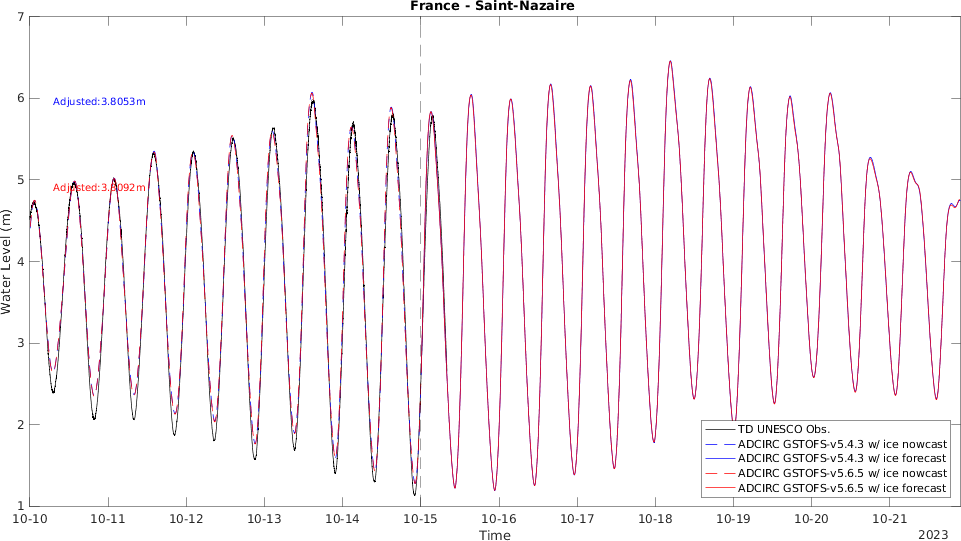 France - Saint-Nazaire
7
6
5
4
3
2
1
Water Level (m)
Adjusted:3.8053m
Adjusted:3.8092m
TD UNESCO Obs.
ADCIRC GSTOFS-v5.4.3 w/ ice nowcast
ADCIRC GSTOFS-v5.4.3 w/ ice forecast
ADCIRC GSTOFS-v5.6.5 w/ ice nowcast
ADCIRC GSTOFS-v5.6.5 w/ ice forecast
10-10 10-11 10-12 10-13 10-14 10-15 10-16 10-17 10-18 10-19 10-20 10-21
Time
2023